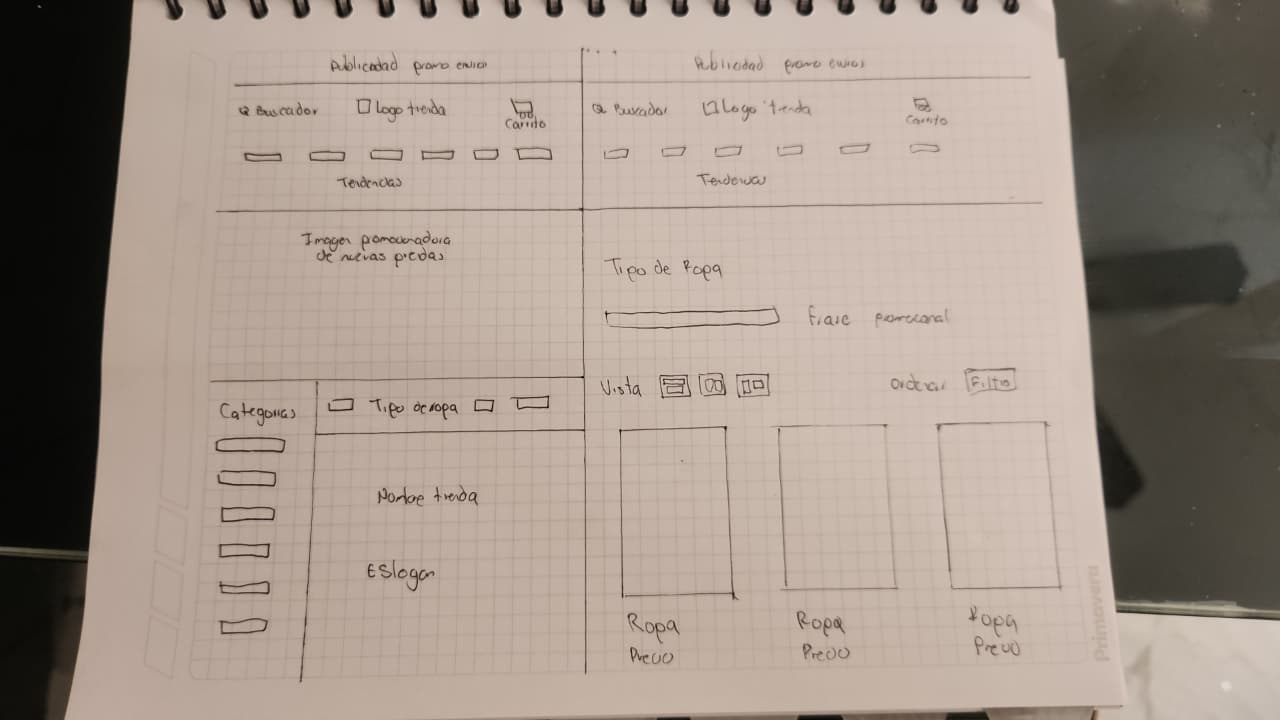 Publicidad promo envios
Buscador
Logo tienda
Carrito
Tendencias
Imagen promocionadora
de nuevas predas
Categorias
Tipo de ropa
Nombre tienda
Eslogan
Publicidad promo envios
Buscador
Logo tienda
Carrito
Tendencias
Tipo de Ropa
Frase promocional
Vista
Ordenar
Filtro
Ropa
Precio
Ropa
Precio
Ropa
Precio
Primavera